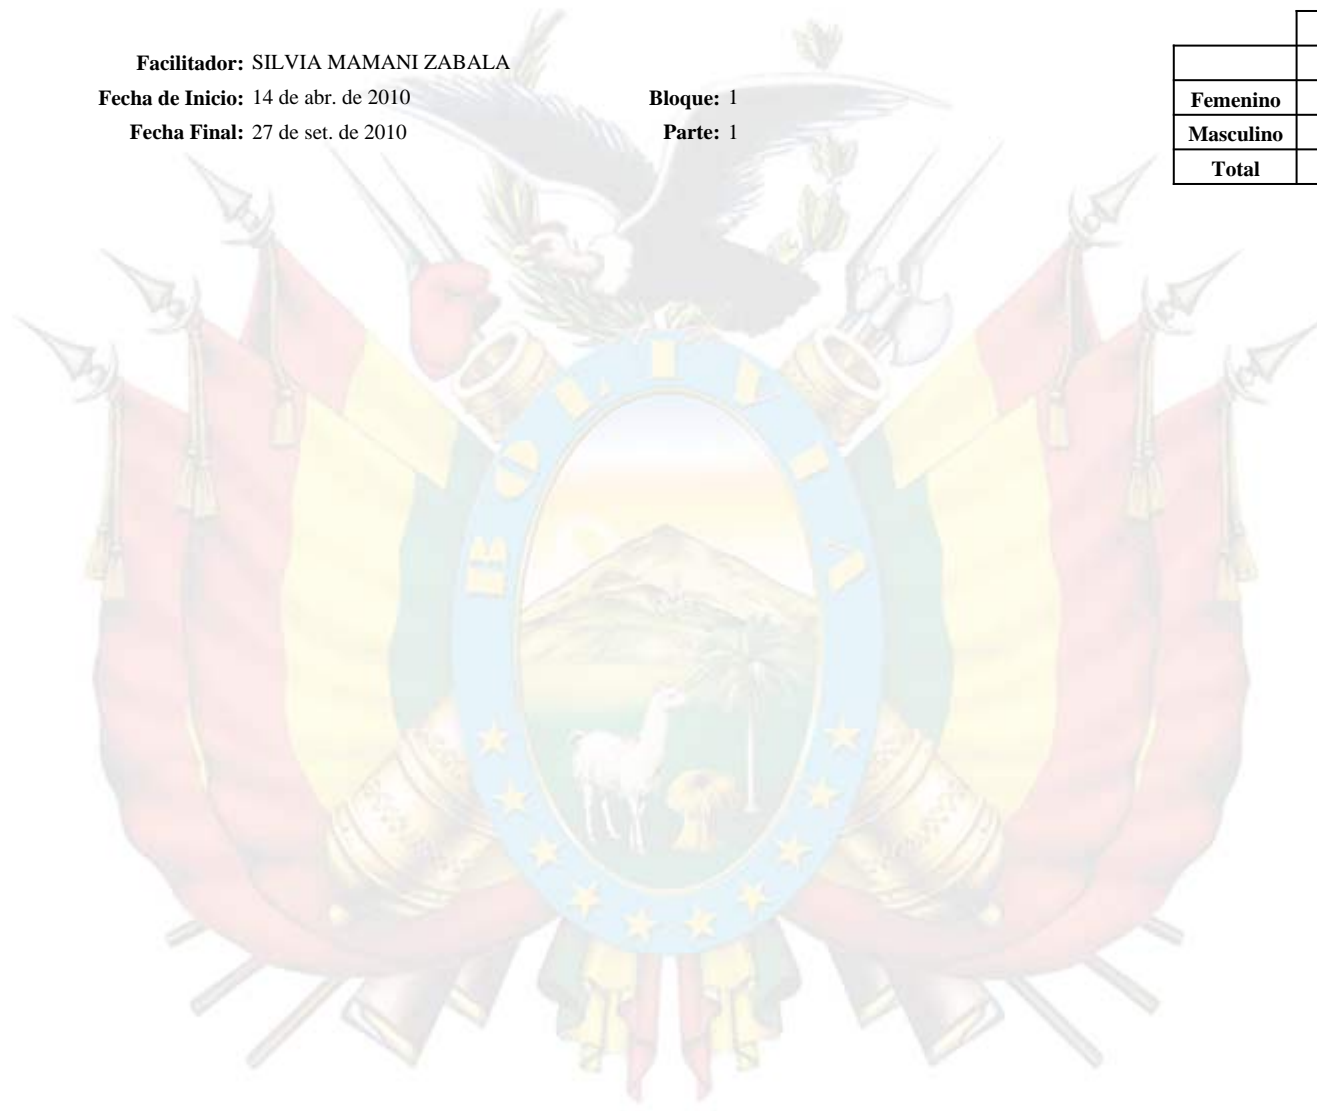 Facilitador: SILVIA MAMANI ZABALA
Fecha de Inicio: 14 de abr. de 2010 Bloque: 1
Fecha Final: 27 de set. de 2010 Parte: 1
Femenino
Masculino
Total
BOLIVIA